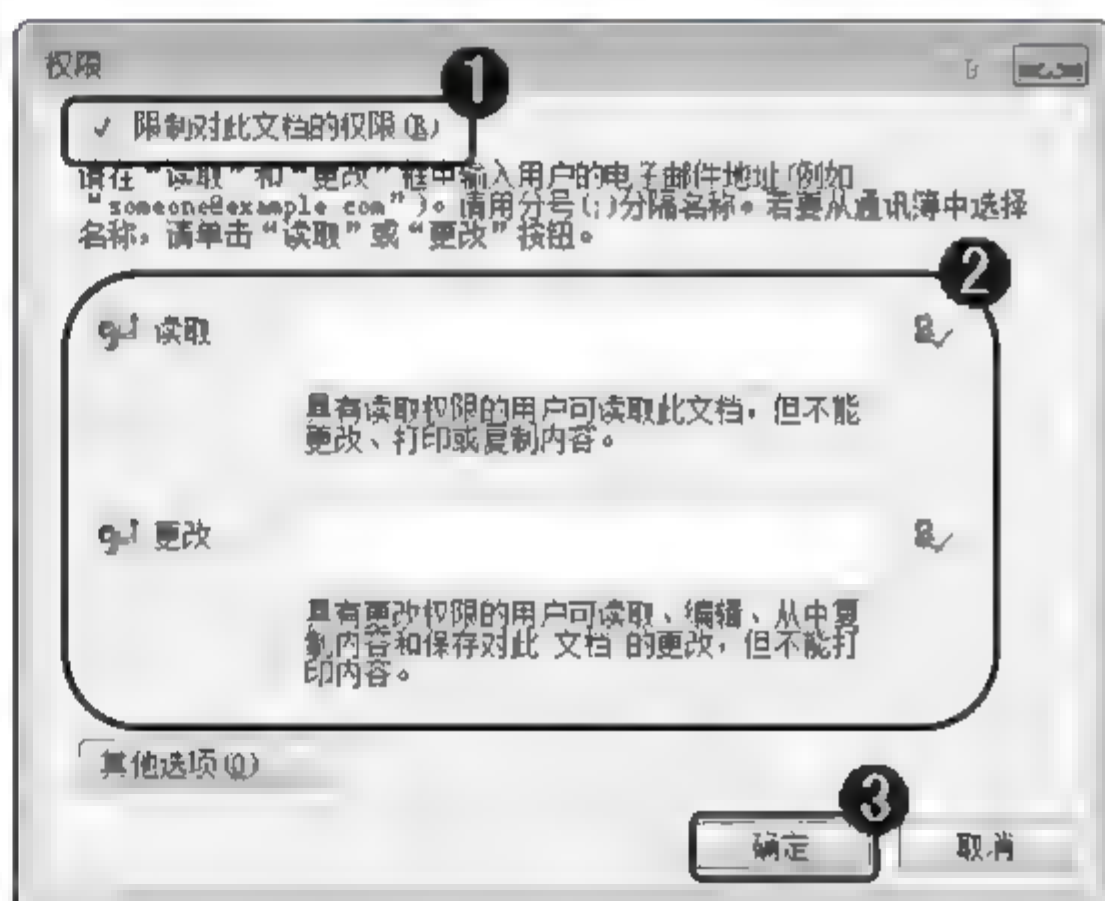 权限
1
✓ 限制对此文档的权限(R)
请在“读取”和“更改”框中输入用户的电子邮件地址(例如
“someone@example com”)。请用分号(;)分隔名称。若要从通讯簿中选择
名称，请单击“读取”或“更改”按钮。
2
读取
具有读取权限的用户可读取此文档，但不能
更改、打印或复制内容。
更改
具有更改权限的用户可读取、编辑、从中复
制内容和保存对此 文档 的更改，但不能打
印内容。
其他选项(O)
3
确定
取消